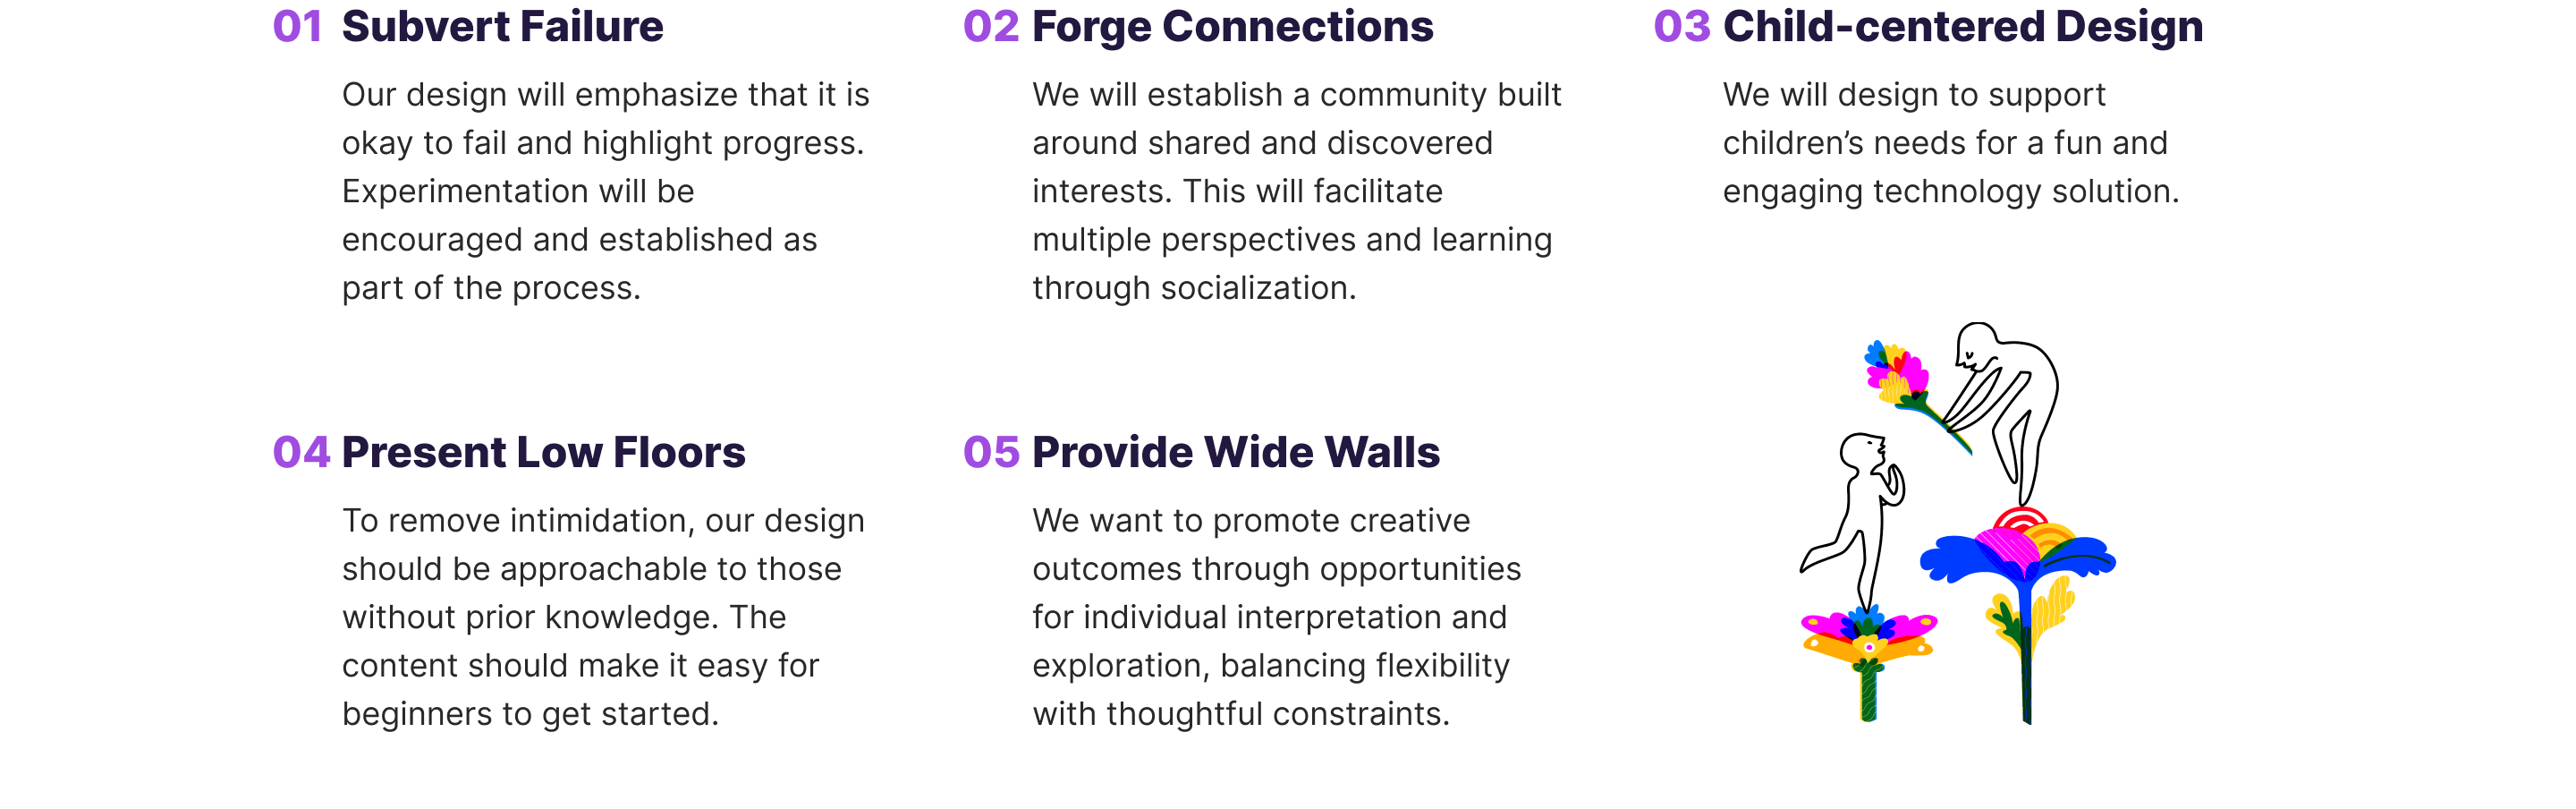 01 Subvert Failure
Our design will emphasize that it is
okay to fail and highlight progress.
Experimentation will be
encouraged and established as
part of the process.
02 Forge Connections
We will establish a community built
around shared and discovered
interests. This will facilitate
multiple perspectives and learning
through socialization.
03 Child-centered Design
We will design to support
children’s needs for a fun and
engaging technology solution.
04 Present Low Floors
To remove intimidation, our design
should be approachable to those
without prior knowledge. The
content should make it easy for
beginners to get started.
05 Provide Wide Walls
We want to promote creative
outcomes through opportunities
for individual interpretation and
exploration, balancing flexibility
with thoughtful constraints.